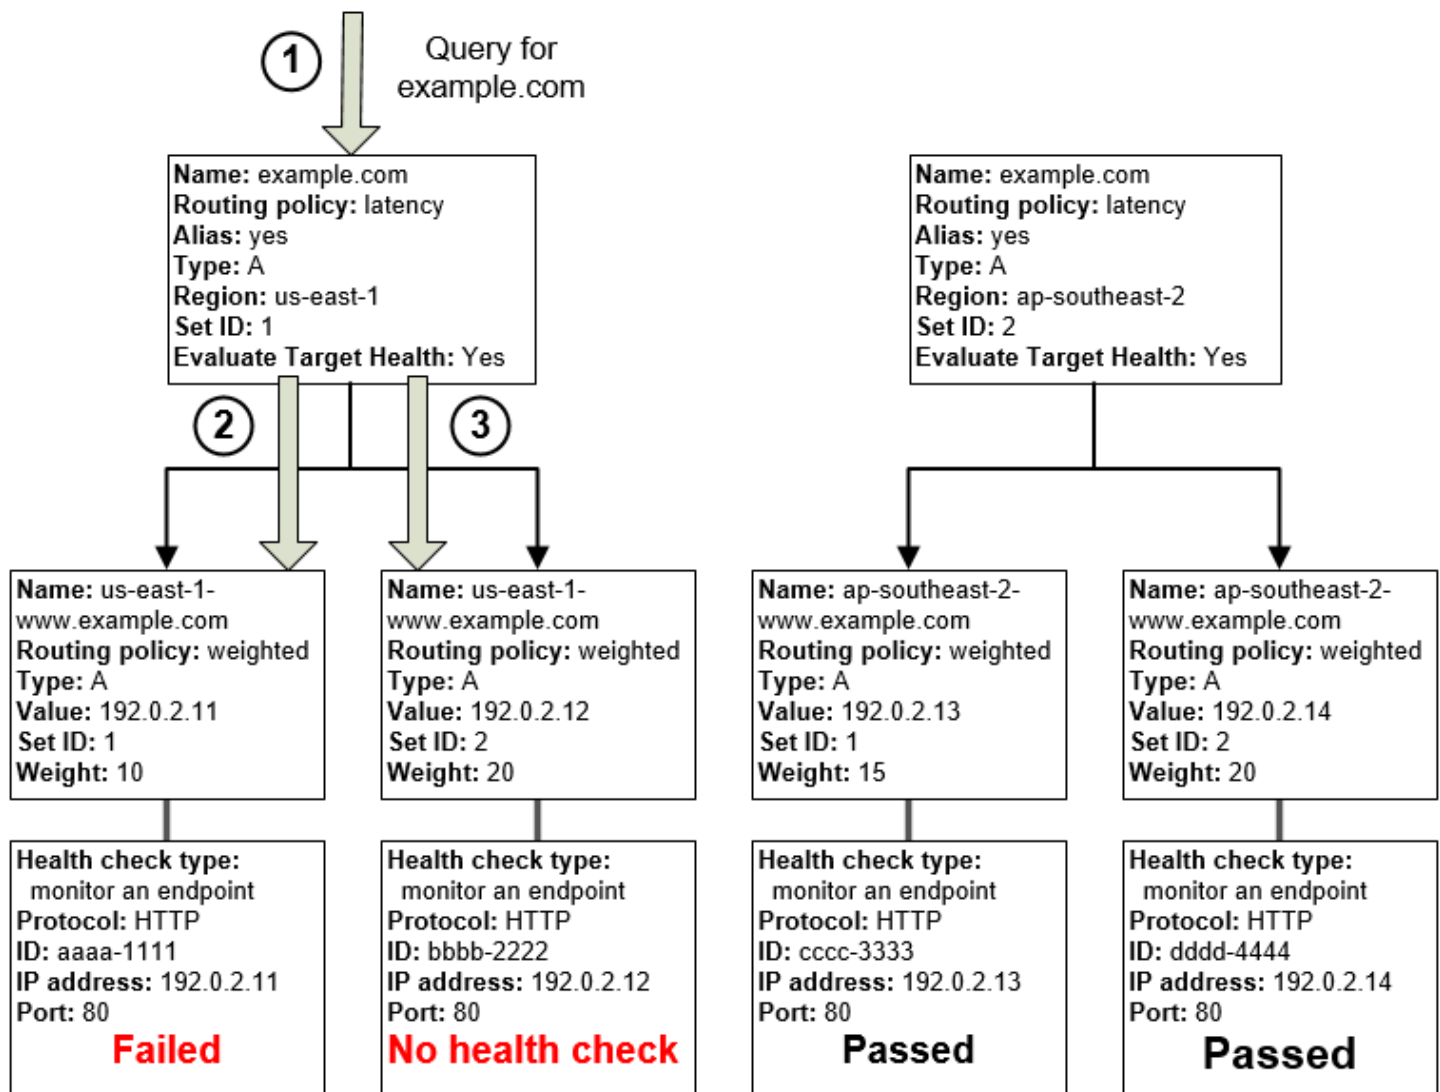 1
Query for
example.com
Name: example.com
Routing policy: latency
Alias: yes
Type: A
Region: us-east-1
Set ID: 1
Evaluate Target Health: Yes
Name: example.com
Routing policy: latency
Alias: yes
Type: A
Region: ap-southeast-2
Set ID: 2
Evaluate Target Health: Yes
2
3
Name: us-east-1-
www.example.com
Routing policy: weighted
Type: A
Value: 192.0.2.11
Set ID: 1
Weight: 10
Name: us-east-1-
www.example.com
Routing policy: weighted
Type: A
Value: 192.0.2.12
Set ID: 2
Weight: 20
Name: ap-southeast-2-
www.example.com
Routing policy: weighted
Type: A
Value: 192.0.2.13
Set ID: 1
Weight: 15
Name: ap-southeast-2-
www.example.com
Routing policy: weighted
Type: A
Value: 192.0.2.14
Set ID: 2
Weight: 20
Health check type:
monitor an endpoint
Protocol: HTTP
ID: aaaa-1111
IP address: 192.0.2.11
Port: 80
Failed
Health check type:
monitor an endpoint
Protocol: HTTP
ID: bbbb-2222
IP address: 192.0.2.12
Port: 80
No health check
Health check type:
monitor an endpoint
Protocol: HTTP
ID: cccc-3333
IP address: 192.0.2.13
Port: 80
Passed
Health check type:
monitor an endpoint
Protocol: HTTP
ID: dddd-4444
IP address: 192.0.2.14
Port: 80
Passed